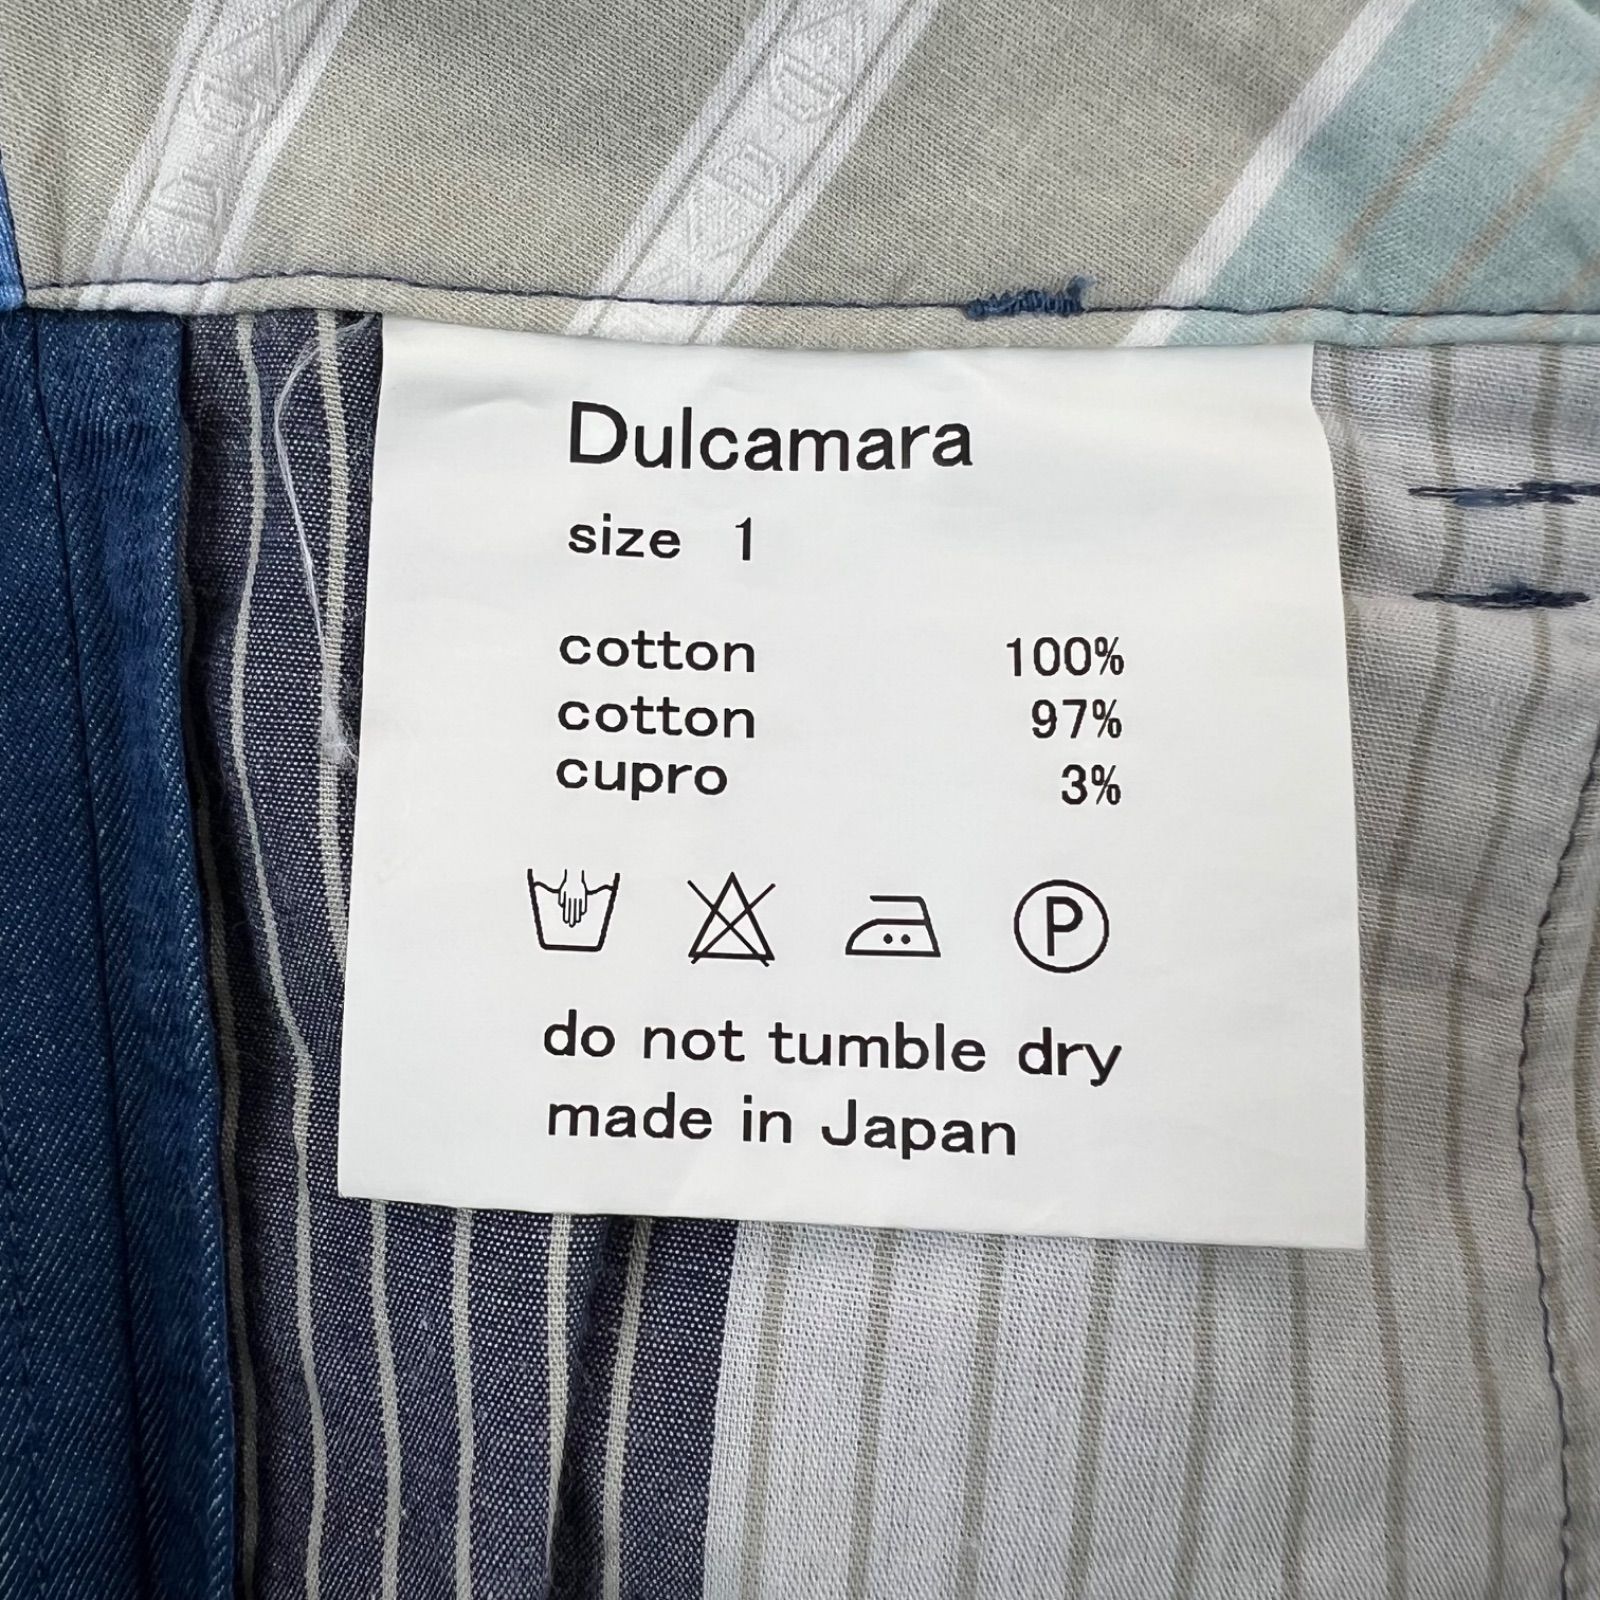 Dulcamara
size 1
cotton 100%
cotton 97%
cupro 3%
P
do not tumble dry
made in Japan